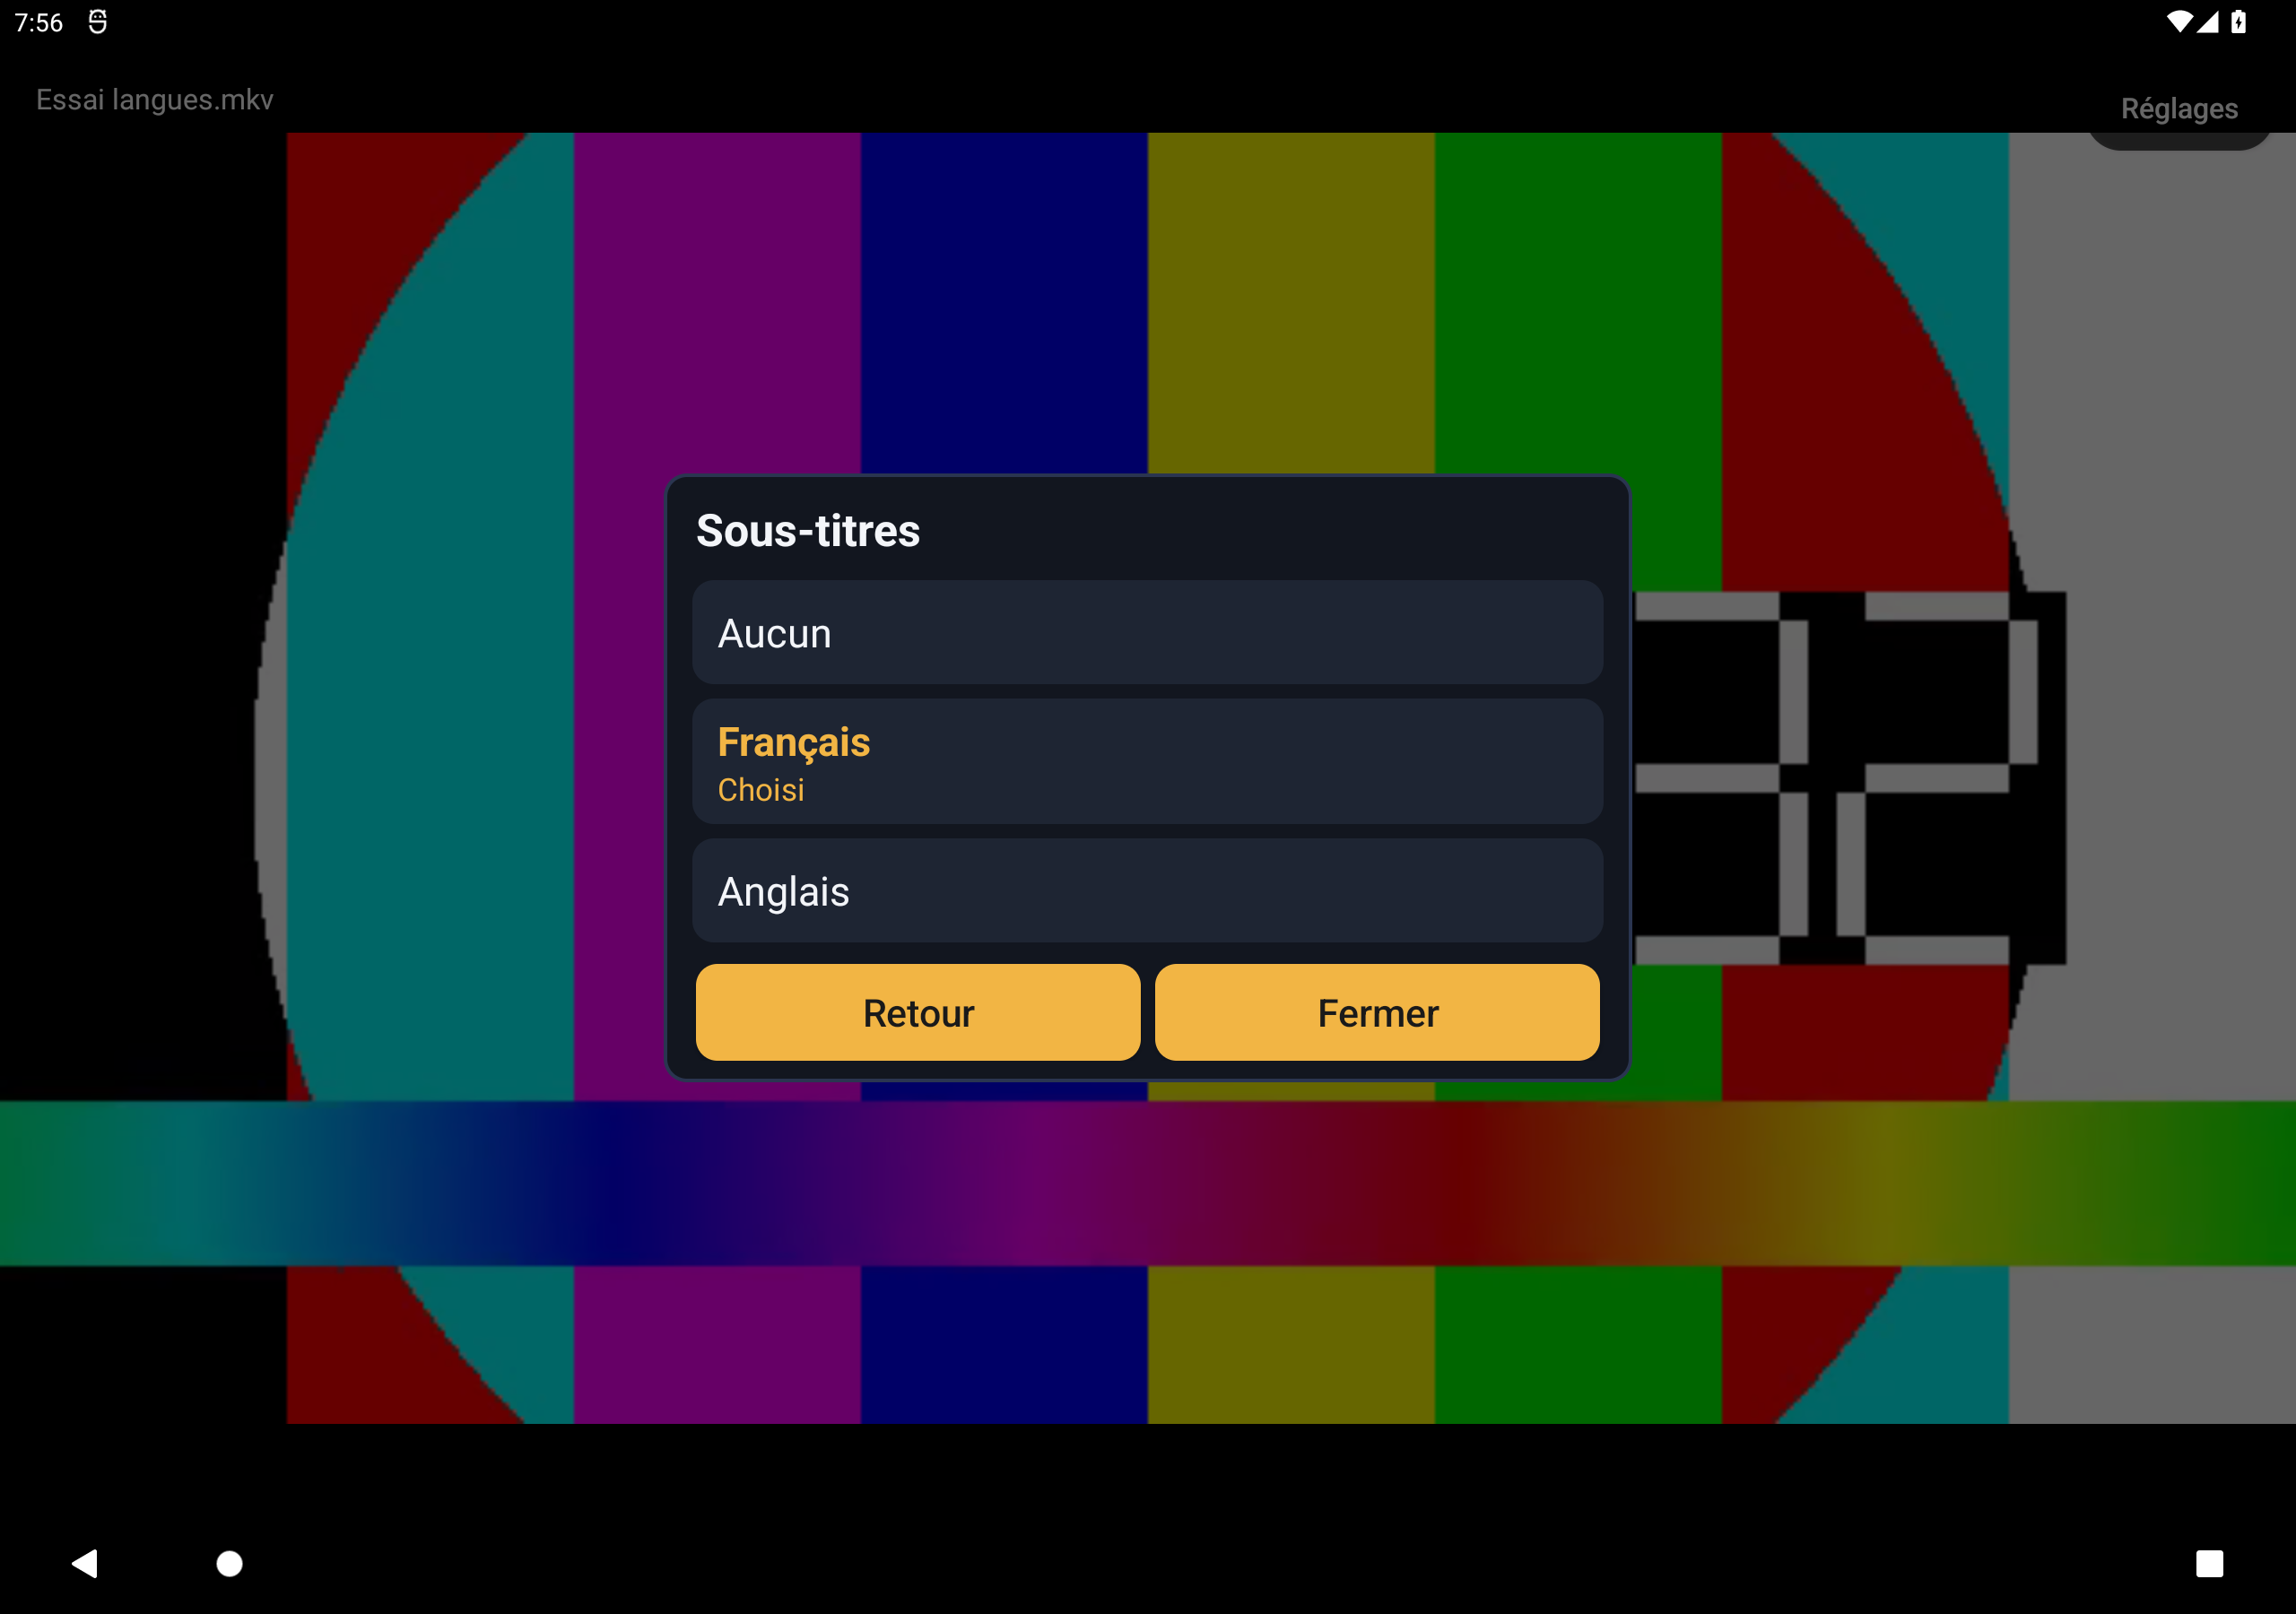 7:56
Essai langues.mkv
Réglages
Sous-titres
Aucun
Français
Choisi
Anglais
Retour
Fermer